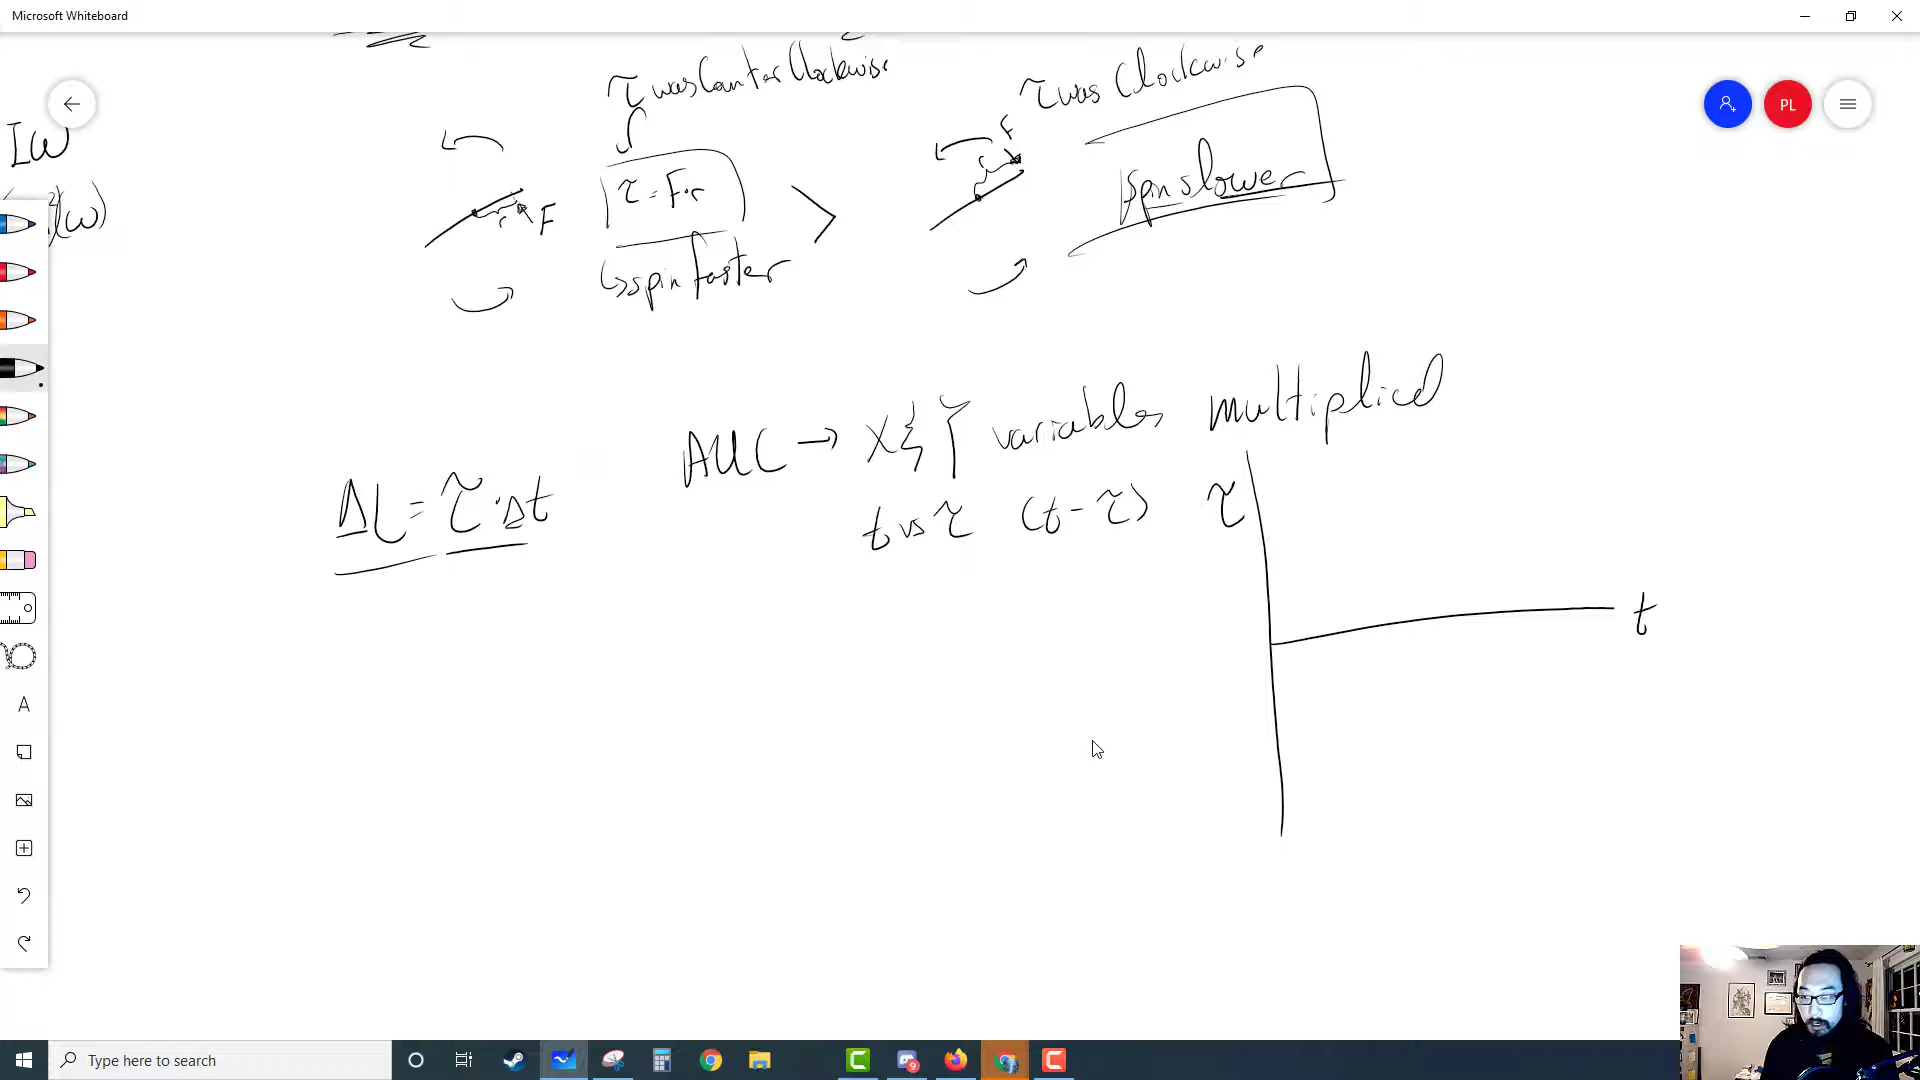 Microsoft Whiteboard
τ was Counter Clockwise
τ was Clockwise
Iω
(ω)
F
r
τ = F·r
F
r
spin slower
↳ spin faster
>
AUC → X & Y variables multiplied
ΔL = τ · Δt
t vs τ (t - τ)
τ
t
PL
A
Type here to search
9